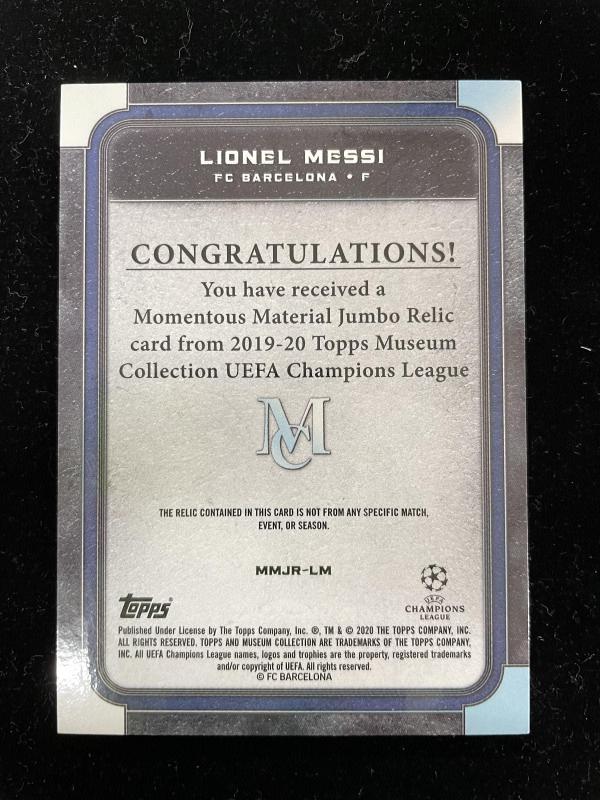 LIONEL MESSI
FC BARCELONA • F
CONGRATULATIONS!
You have received a
Momentous Material Jumbo Relic
card from 2019-20 Topps Museum
Collection UEFA Champions League
MC
THE RELIC CONTAINED IN THIS CARD IS NOT FROM ANY SPECIFIC MATCH,
EVENT, OR SEASON.
MMJR-LM
Topps®
UEFA
CHAMPIONS
LEAGUE
Published Under License by The Topps Company, Inc. ®, TM & © 2020 THE TOPPS COMPANY, INC.
ALL RIGHTS RESERVED. TOPPS AND MUSEUM COLLECTION ARE TRADEMARKS OF THE TOPPS COMPANY,
INC. All UEFA Champions League names, logos and trophies are the property, registered trademarks
and/or copyright of UEFA. All rights reserved.
© FC BARCELONA